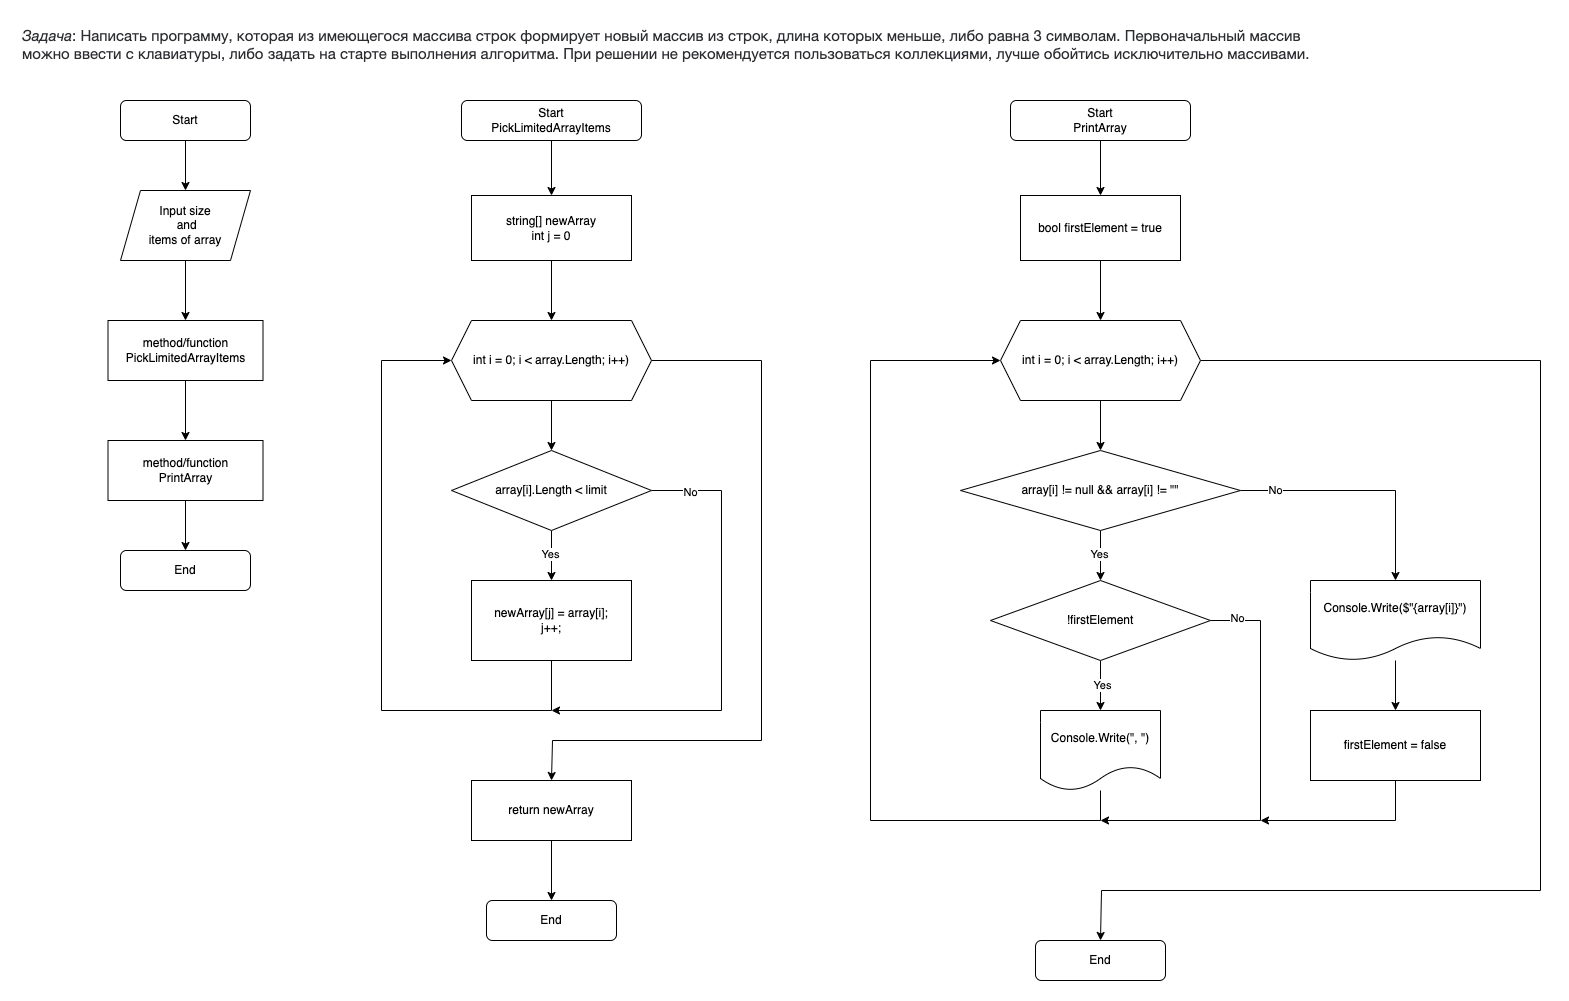 Задача: Написать программу, которая из имеющегося массива строк формирует новый массив из строк, длина которых меньше, либо равна 3 символам. Первоначальный массив
можно ввести с клавиатуры, либо задать на старте выполнения алгоритма. При решении не рекомендуется пользоваться коллекциями, лучше обойтись исключительно массивами.
Start
Input size
and
items of array
method/function
PickLimitedArrayItems
method/function
PrintArray
End
Start
PickLimitedArrayItems
string[] newArray
int j = 0
int i = 0; i < array.Length; i++)
array[i].Length < limit
No
Yes
newArray[j] = array[i];
j++;
return newArray
End
Start
PrintArray
bool firstElement = true
int i = 0; i < array.Length; i++)
array[i] != null && array[i] != ""
No
Yes
!firstElement
No
Yes
Console.Write(", ")
Console.Write($"{array[i]}")
firstElement = false
End